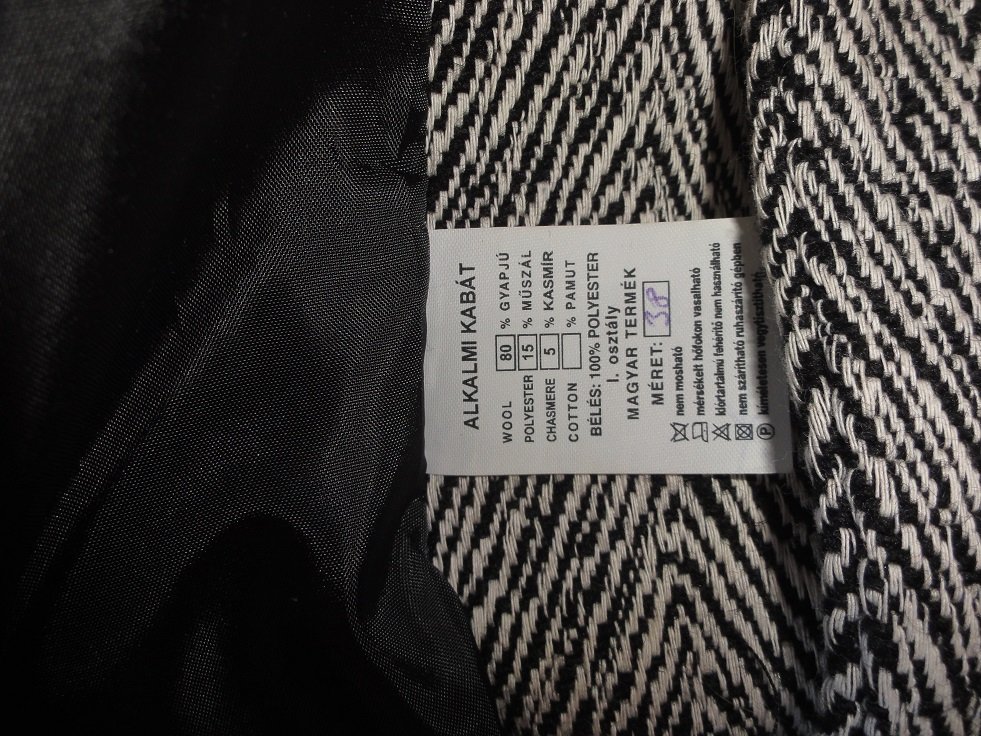 ALKALMI KABÁT
WOOL 80 % GYAPJÚ
POLYESTER 15 % MŰSZÁL
CHASMERE 5 % KASMÍR
COTTON % PAMUT
BÉLÉS: 100% POLYESTER
I. osztály
MAGYAR TERMÉK
MÉRET: 38
nem mosható
mérsékelt hőfokon vasalható
klórtartalmú fehérítő nem használható
nem szárítható ruhaszárító gépben
P kíméletesen vegytisztítható